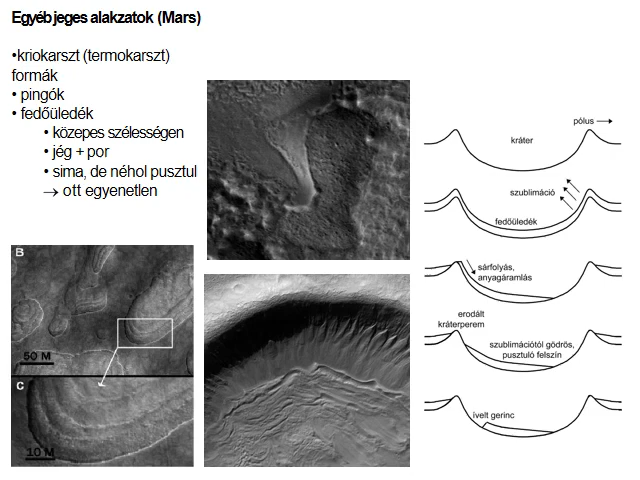 Egyéb jeges alakzatok (Mars)
•kriokarszt (termokarszt)
formák
• pingók
• fedőüledék
• közepes szélességen
• jég + por
• sima, de néhol pusztul
→ ott egyenetlen
B
50 M
C
10 M
pólus
kráter
szublimáció
fedőüledék
sárfolyás,
anyagáramlás
erodált
kráterperem
szublimációtól gödrös,
pusztuló felszín
ívelt gerinc